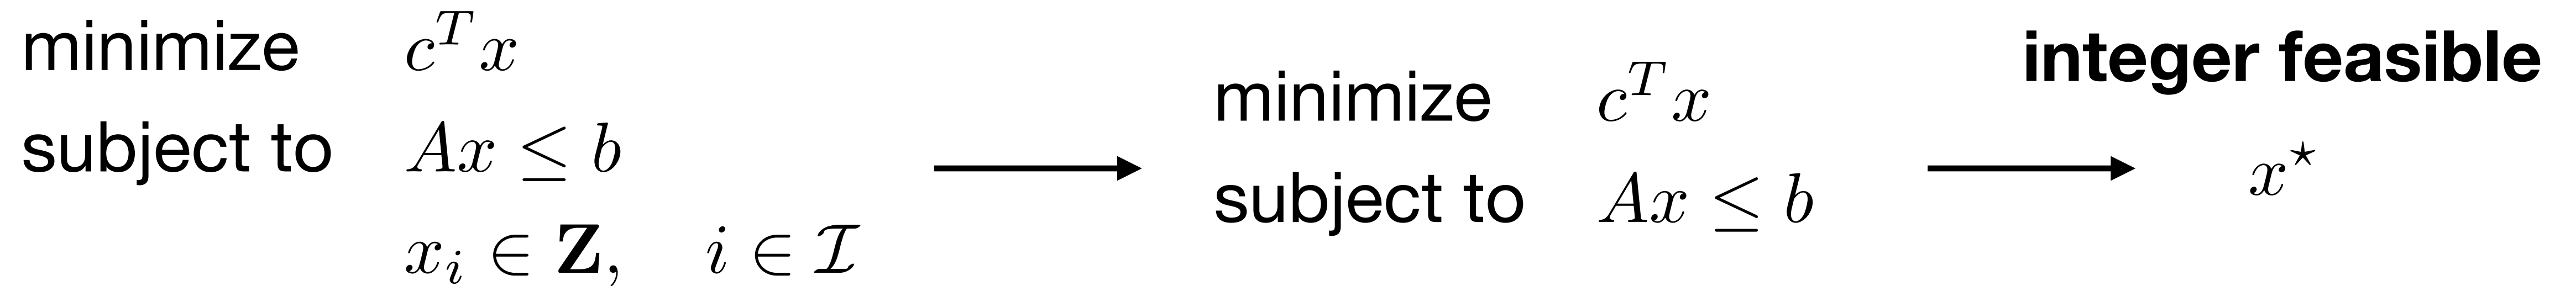 minimize c^T x
subject to Ax ≤ b
x_i ∈ Z, i ∈ I
minimize c^T x
subject to Ax ≤ b
integer feasible
x^⋆